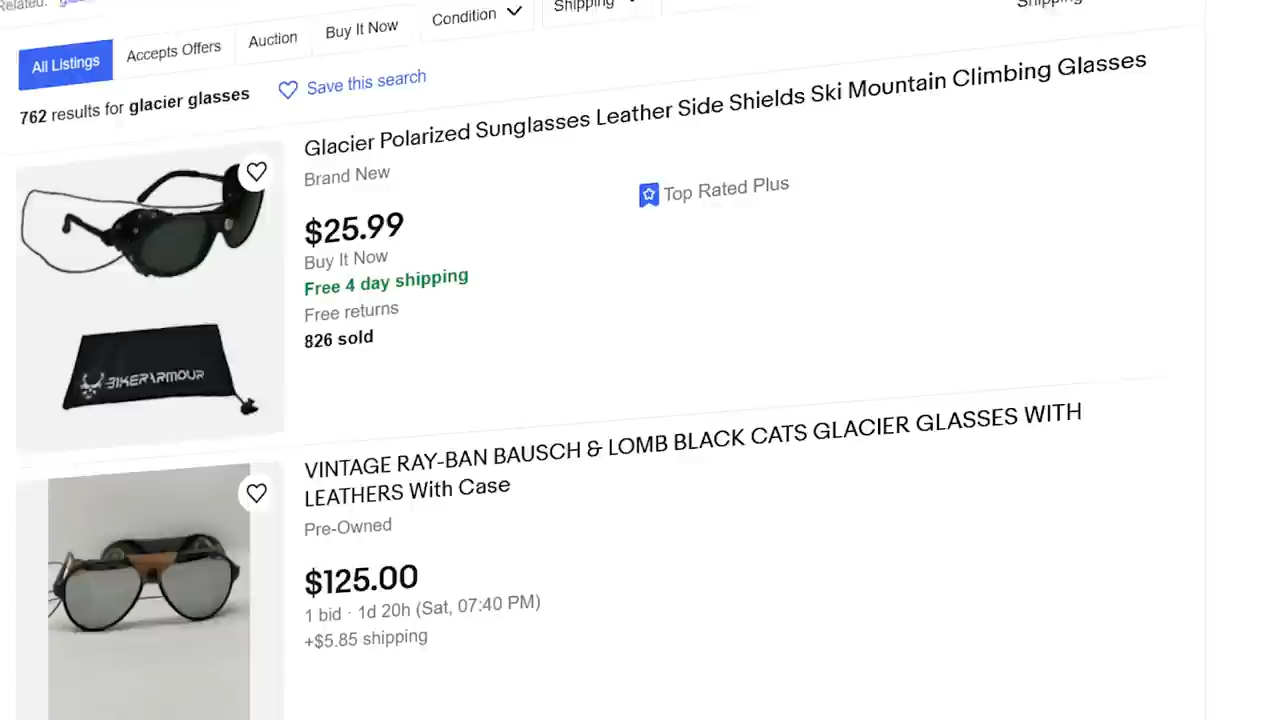 Related:
All Listings
Accepts Offers
Auction
Buy It Now
Condition
Shipping
Shipping
762 results for glacier glasses
Save this search
Glacier Polarized Sunglasses Leather Side Shields Ski Mountain Climbing Glasses
Brand New
$25.99
Top Rated Plus
Buy It Now
Free 4 day shipping
Free returns
826 sold
BIKERARMOUR
VINTAGE RAY-BAN BAUSCH & LOMB BLACK CATS GLACIER GLASSES WITH
LEATHERS With Case
Pre-Owned
$125.00
1 bid · 1d 20h (Sat, 07:40 PM)
+$5.85 shipping